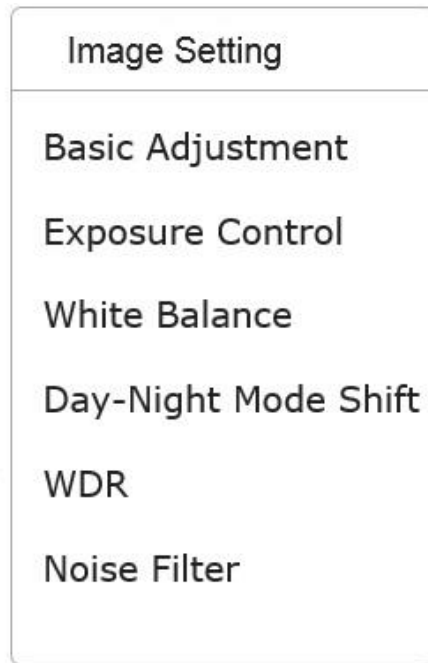 Image Setting
Basic Adjustment
Exposure Control
White Balance
Day-Night Mode Shift
WDR
Noise Filter